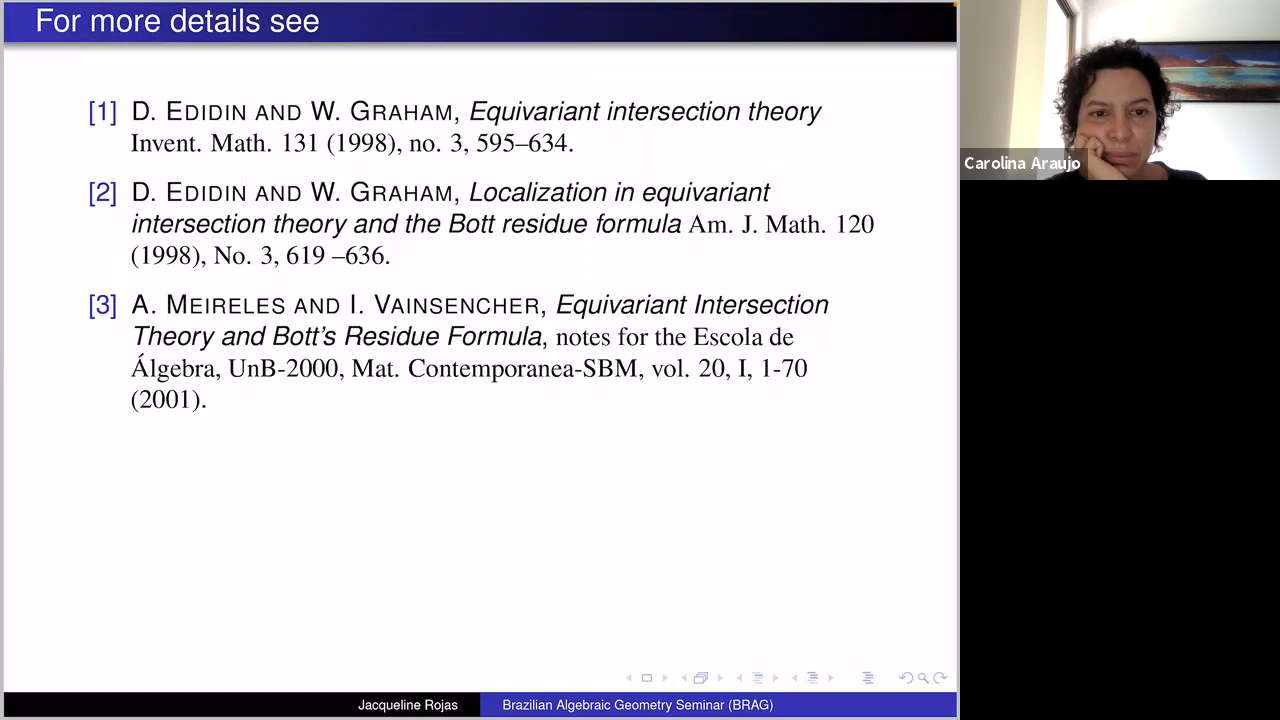 For more details see
[1] D. EDIDIN AND W. GRAHAM, Equivariant intersection theory
Invent. Math. 131 (1998), no. 3, 595–634.
[2] D. EDIDIN AND W. GRAHAM, Localization in equivariant
intersection theory and the Bott residue formula Am. J. Math. 120
(1998), No. 3, 619 –636.
[3] A. MEIRELES AND I. VAINSENCHER, Equivariant Intersection
Theory and Bott's Residue Formula, notes for the Escola de
Álgebra, UnB-2000, Mat. Contemporanea-SBM, vol. 20, I, 1-70
(2001).
Jacqueline Rojas
Brazilian Algebraic Geometry Seminar (BRAG)
Carolina Araujo